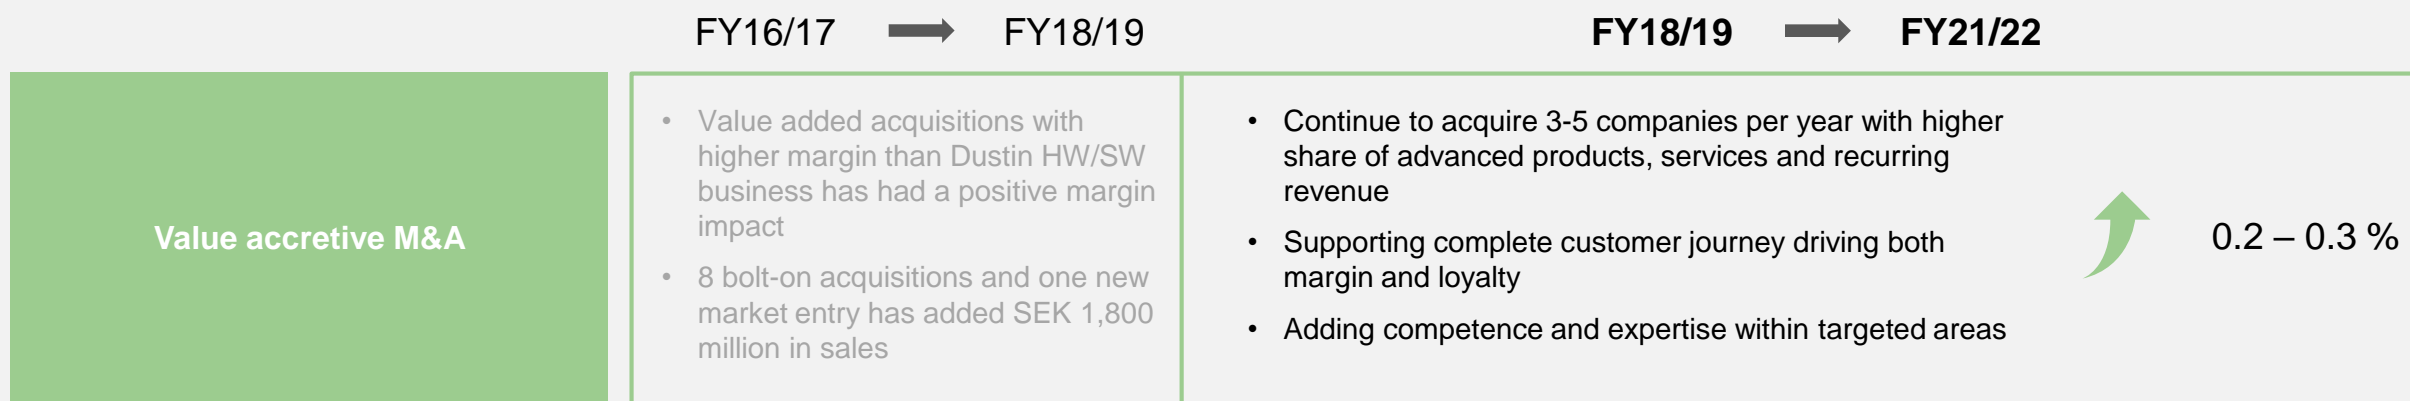 FY16/17 FY18/19 FY18/19 FY21/22
Value accretive M&A
• Value added acquisitions with
higher margin than Dustin HW/SW
business has had a positive margin
impact
• 8 bolt-on acquisitions and one new
market entry has added SEK 1,800
million in sales
• Continue to acquire 3-5 companies per year with higher
share of advanced products, services and recurring
revenue
• Supporting complete customer journey driving both
margin and loyalty
• Adding competence and expertise within targeted areas
0.2 – 0.3 %